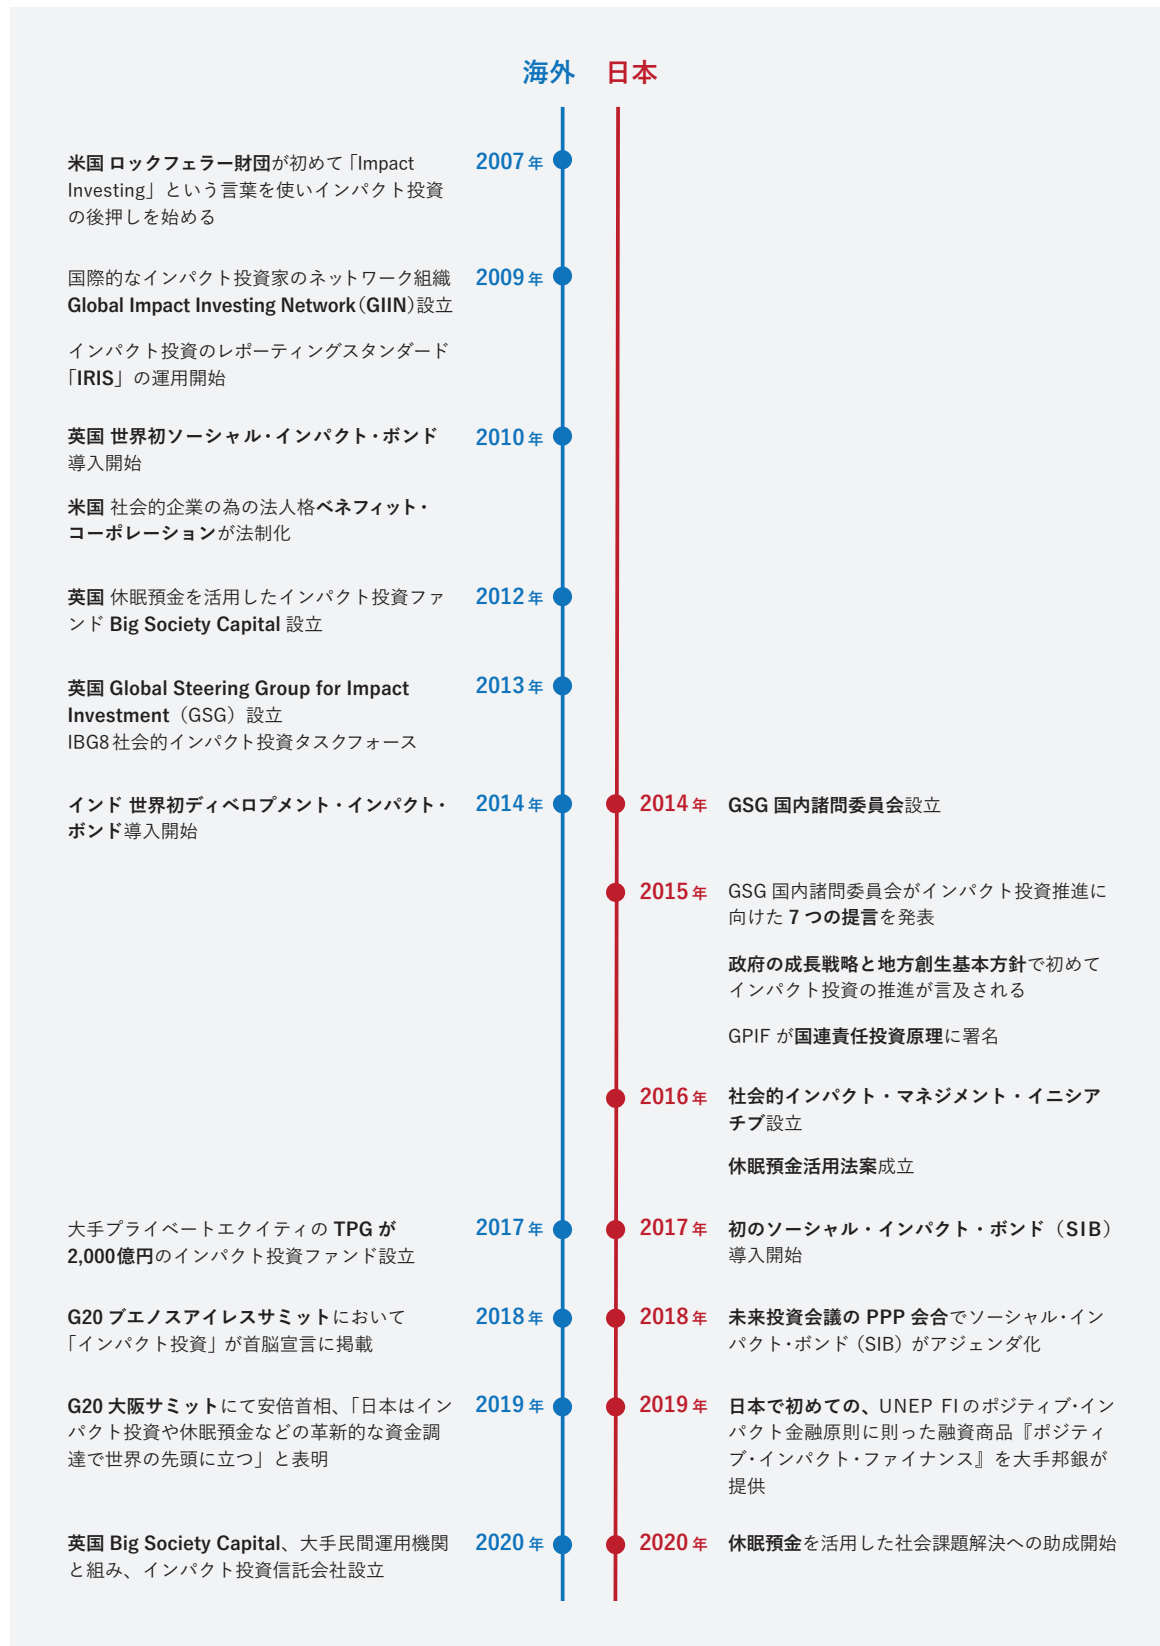 海外 日本
2007年
米国 ロックフェラー財団が初めて「Impact
Investing」という言葉を使いインパクト投資
の後押しを始める
2009年
国際的なインパクト投資家のネットワーク組織
Global Impact Investing Network（GIIN）設立
インパクト投資のレポーティングスタンダード
「IRIS」の運用開始
2010年
英国 世界初ソーシャル・インパクト・ボンド
導入開始
米国 社会的企業の為の法人格ベネフィット・
コーポレーションが法制化
2012年
英国 休眠預金を活用したインパクト投資ファ
ンド Big Society Capital 設立
2013年
英国 Global Steering Group for Impact
Investment（GSG）設立
IBG8社会的インパクト投資タスクフォース
2014年
インド 世界初ディベロプメント・インパクト・
ボンド導入開始
2014年
GSG 国内諸問委員会設立
2015年
GSG 国内諸問委員会がインパクト投資推進に
向けた 7 つの提言を発表
政府の成長戦略と地方創生基本方針で初めて
インパクト投資の推進が言及される
GPIF が国連責任投資原理に署名
2016年
社会的インパクト・マネジメント・イニシア
チブ設立
休眠預金活用法案成立
2017年
大手プライベートエクイティの TPG が
2,000億円のインパクト投資ファンド設立
2017年
初のソーシャル・インパクト・ボンド（SIB）
導入開始
2018年
G20 ブエノスアイレスサミットにおいて
「インパクト投資」が首脳宣言に掲載
2018年
未来投資会議の PPP 会合でソーシャル・イン
パクト・ボンド（SIB）がアジェンダ化
2019年
G20 大阪サミットにて安倍首相、「日本はイン
パクト投資や休眠預金などの革新的な資金調
達で世界の先頭に立つ」と表明
2019年
日本で初めての、UNEP FIのポジティブ・イン
パクト金融原則に則った融資商品『ポジティ
ブ・インパクト・ファイナンス』を大手邦銀が
提供
2020年
英国 Big Society Capital、大手民間運用機関
と組み、インパクト投資信託会社設立
2020年
休眠預金を活用した社会課題解決への助成開始